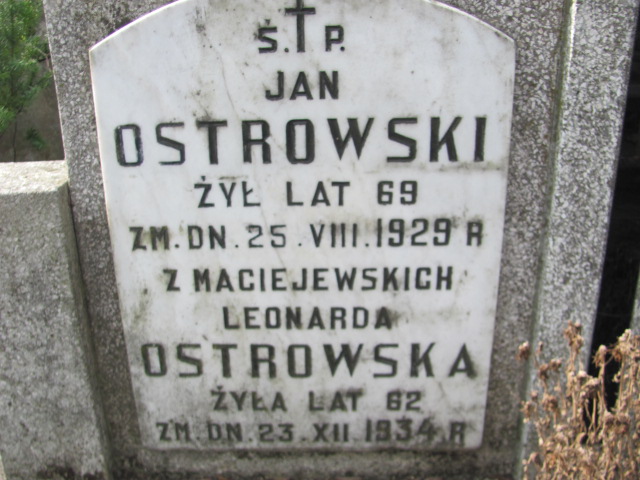 Ś.†P.
JAN
OSTROWSKI
ŻYŁ LAT 69
ZM. DN. 25. VIII. 1929 R
Z MACIEJEWSKICH
LEONARDA
OSTROWSKA
ŻYŁA LAT 62
ZM. DN. 23. XII. 1934. R